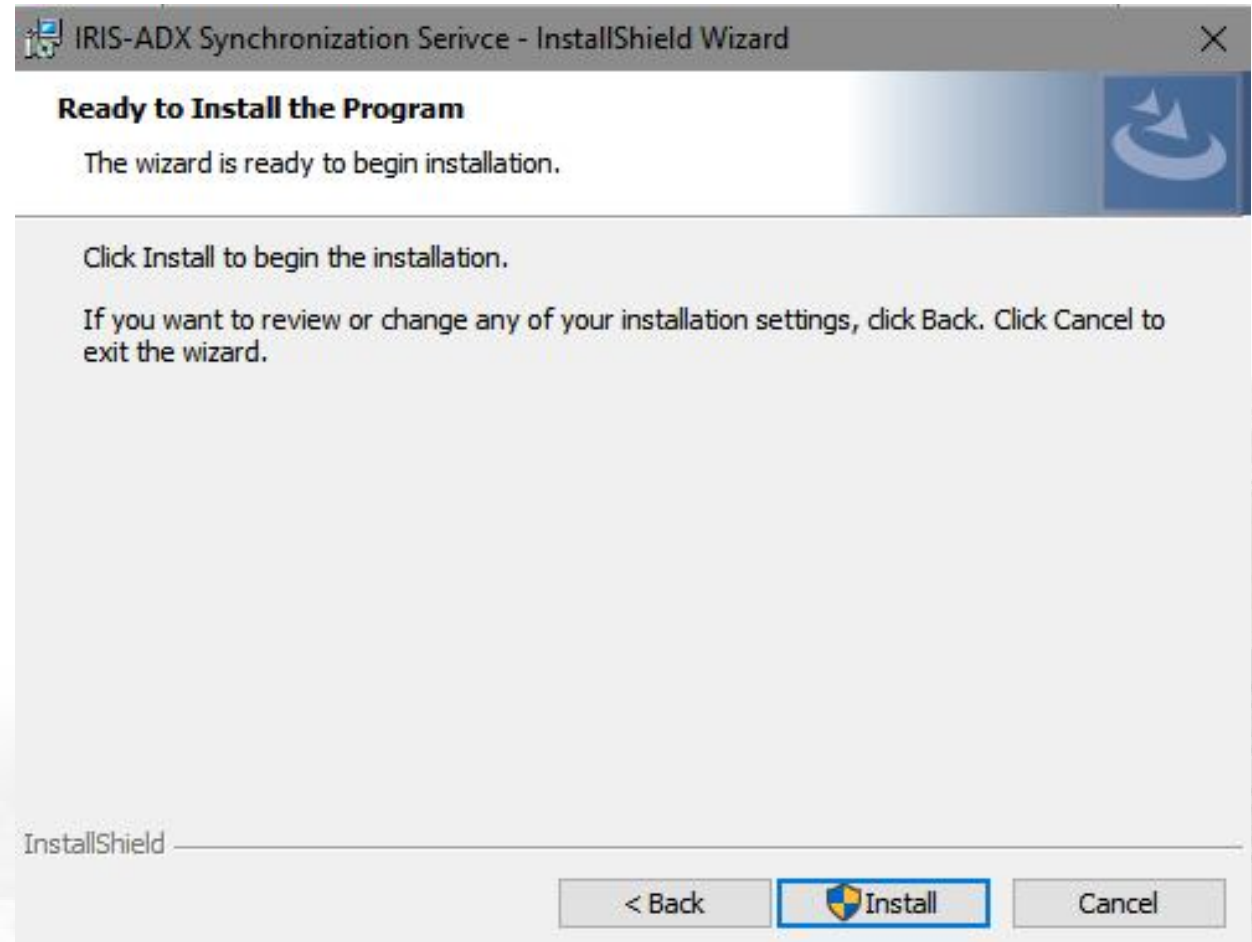 IRIS-ADX Synchronization Serivce - InstallShield Wizard
Ready to Install the Program
The wizard is ready to begin installation.
Click Install to begin the installation.
If you want to review or change any of your installation settings, click Back. Click Cancel to
exit the wizard.
InstallShield
< Back
Install
Cancel